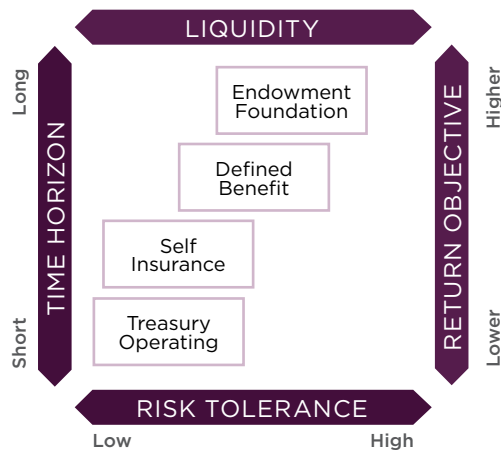 LIQUIDITY
Long
TIME HORIZON
Short
Endowment
Foundation
Defined
Benefit
Self
Insurance
Treasury
Operating
Higher
RETURN OBJECTIVE
Lower
RISK TOLERANCE
Low
High